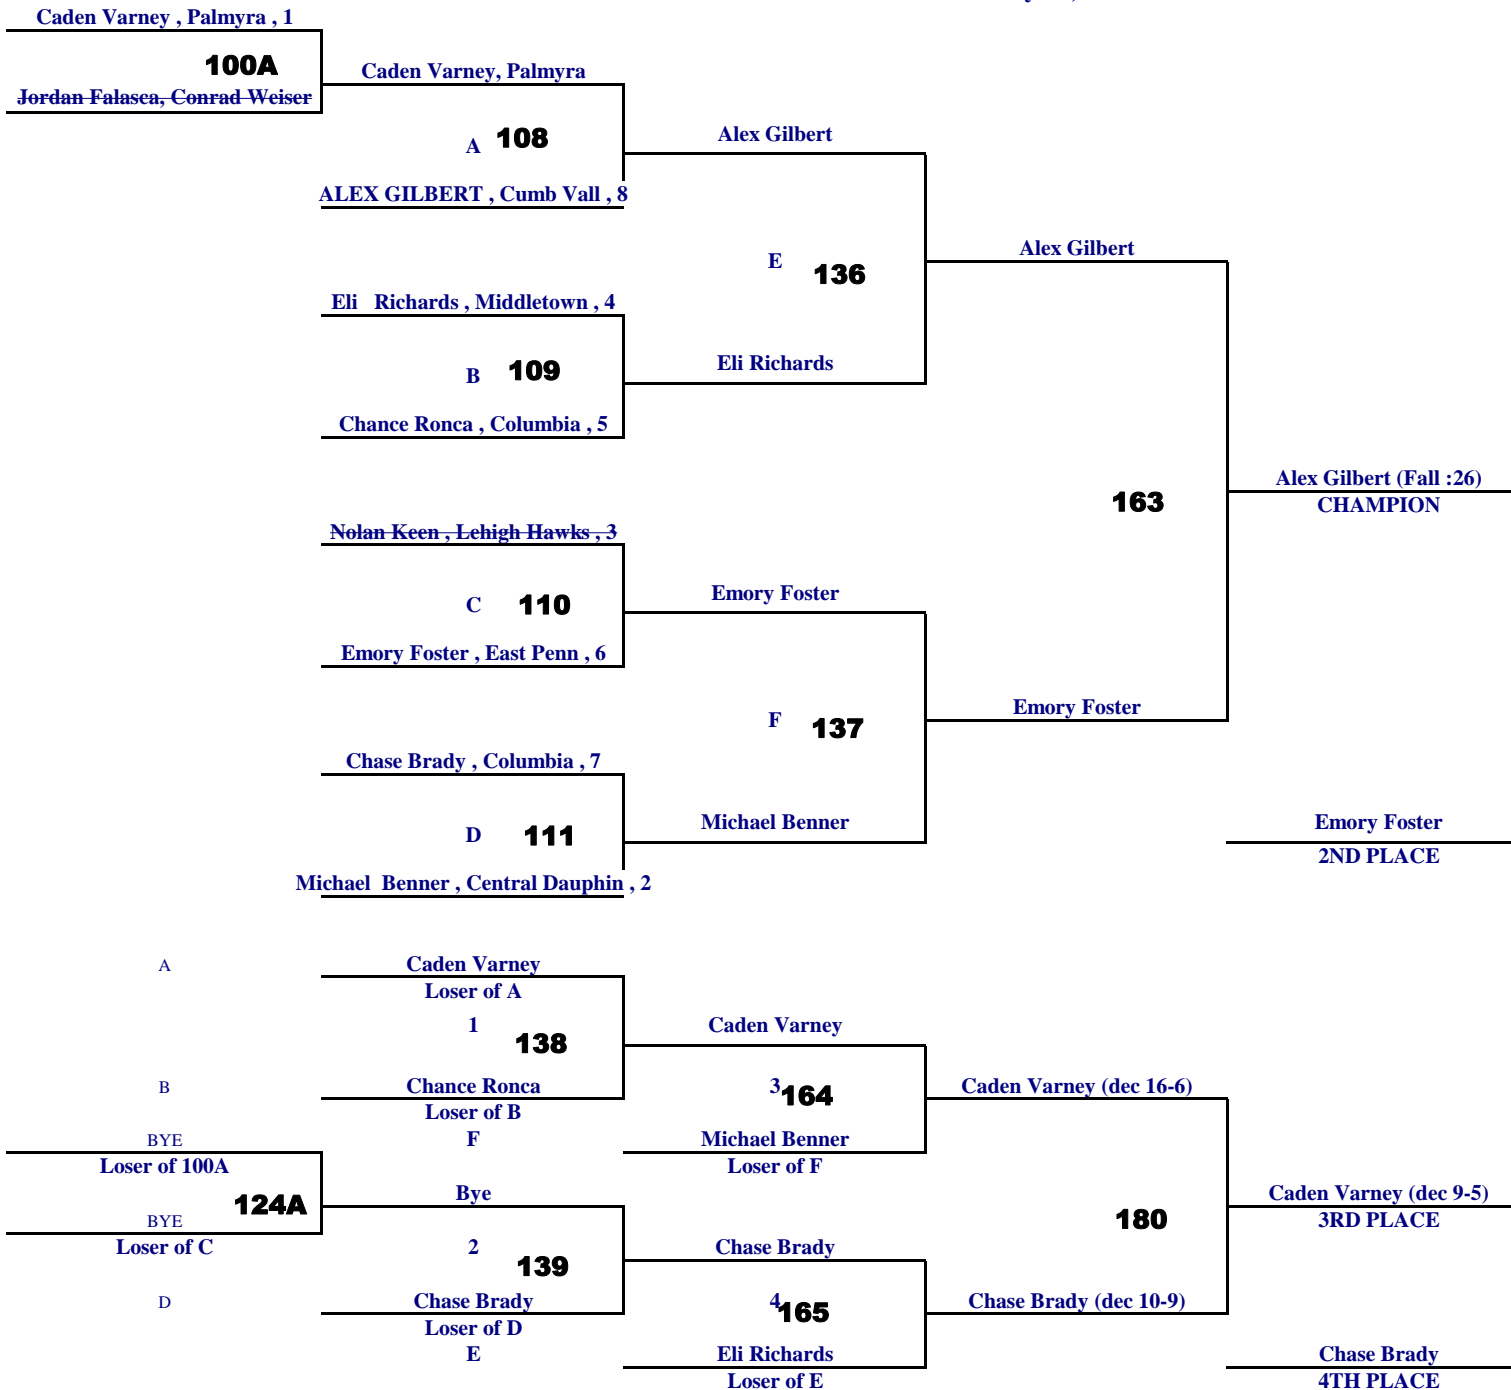 Caden Varney , Palmyra , 1
100A
Caden Varney, Palmyra
Jordan Falasca, Conrad Weiser
Alex Gilbert
A 108
ALEX GILBERT , Cumb Vall , 8
Alex Gilbert
E 136
Eli Richards , Middletown , 4
Eli Richards
B 109
Chance Ronca , Columbia , 5
Alex Gilbert (Fall :26)
163
CHAMPION
Nolan Keen , Lehigh Hawks , 3
Emory Foster
C 110
Emory Foster , East Penn , 6
Emory Foster
F 137
Chase Brady , Columbia , 7
Michael Benner
Emory Foster
D 111
2ND PLACE
Michael Benner , Central Dauphin , 2
A
Caden Varney
Loser of A
1
138
Caden Varney
B
Chance Ronca
3
164
Caden Varney (dec 16-6)
Loser of B
BYE
F
Michael Benner
Loser of 100A
Loser of F
124A
Bye
Caden Varney (dec 9-5)
BYE
180
3RD PLACE
Loser of C
2
139
Chase Brady
D
Chase Brady
4
165
Chase Brady (dec 10-9)
Loser of D
E
Eli Richards
Chase Brady
Loser of E
4TH PLACE